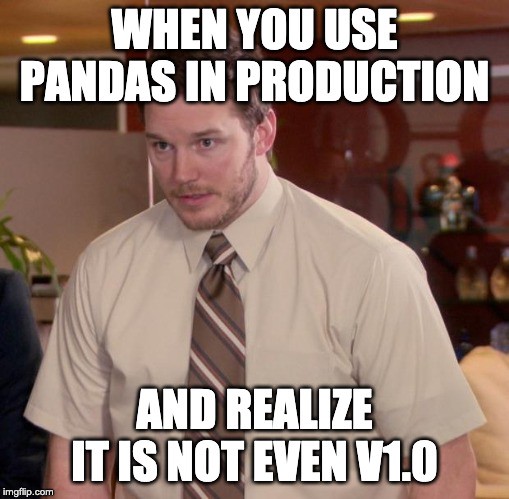 WHEN YOU USE
PANDAS IN PRODUCTION
AND REALIZE
IT IS NOT EVEN V1.0
imgflip.com